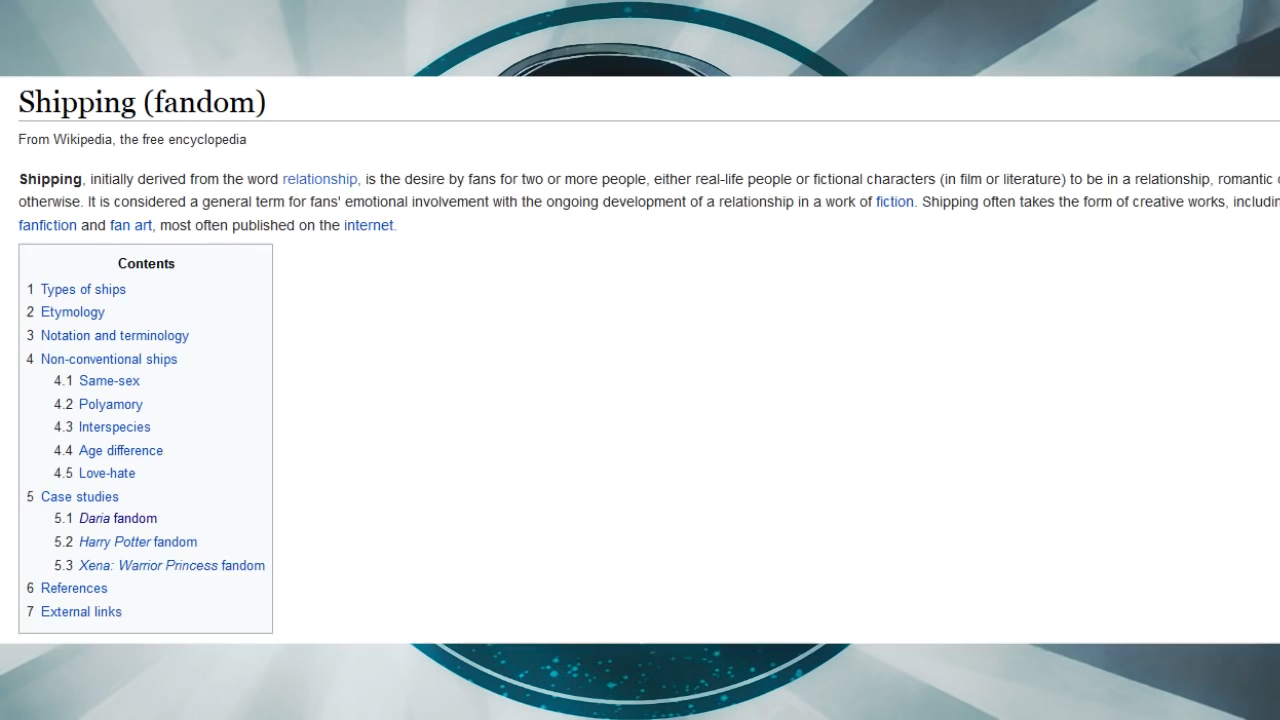 Shipping (fandom)
From Wikipedia, the free encyclopedia
Shipping, initially derived from the word relationship, is the desire by fans for two or more people, either real-life people or fictional characters (in film or literature) to be in a relationship, romantic
otherwise. It is considered a general term for fans' emotional involvement with the ongoing development of a relationship in a work of fiction. Shipping often takes the form of creative works,
fanfiction and fan art, most often published on the internet.
Contents
1 Types of ships
2 Etymology
3 Notation and terminology
4 Non-conventional ships
4.1 Same-sex
4.2 Polyamory
4.3 Interspecies
4.4 Age difference
4.5 Love-hate
5 Case studies
5.1 Daria fandom
5.2 Harry Potter fandom
5.3 Xena: Warrior Princess fandom
6 References
7 External links